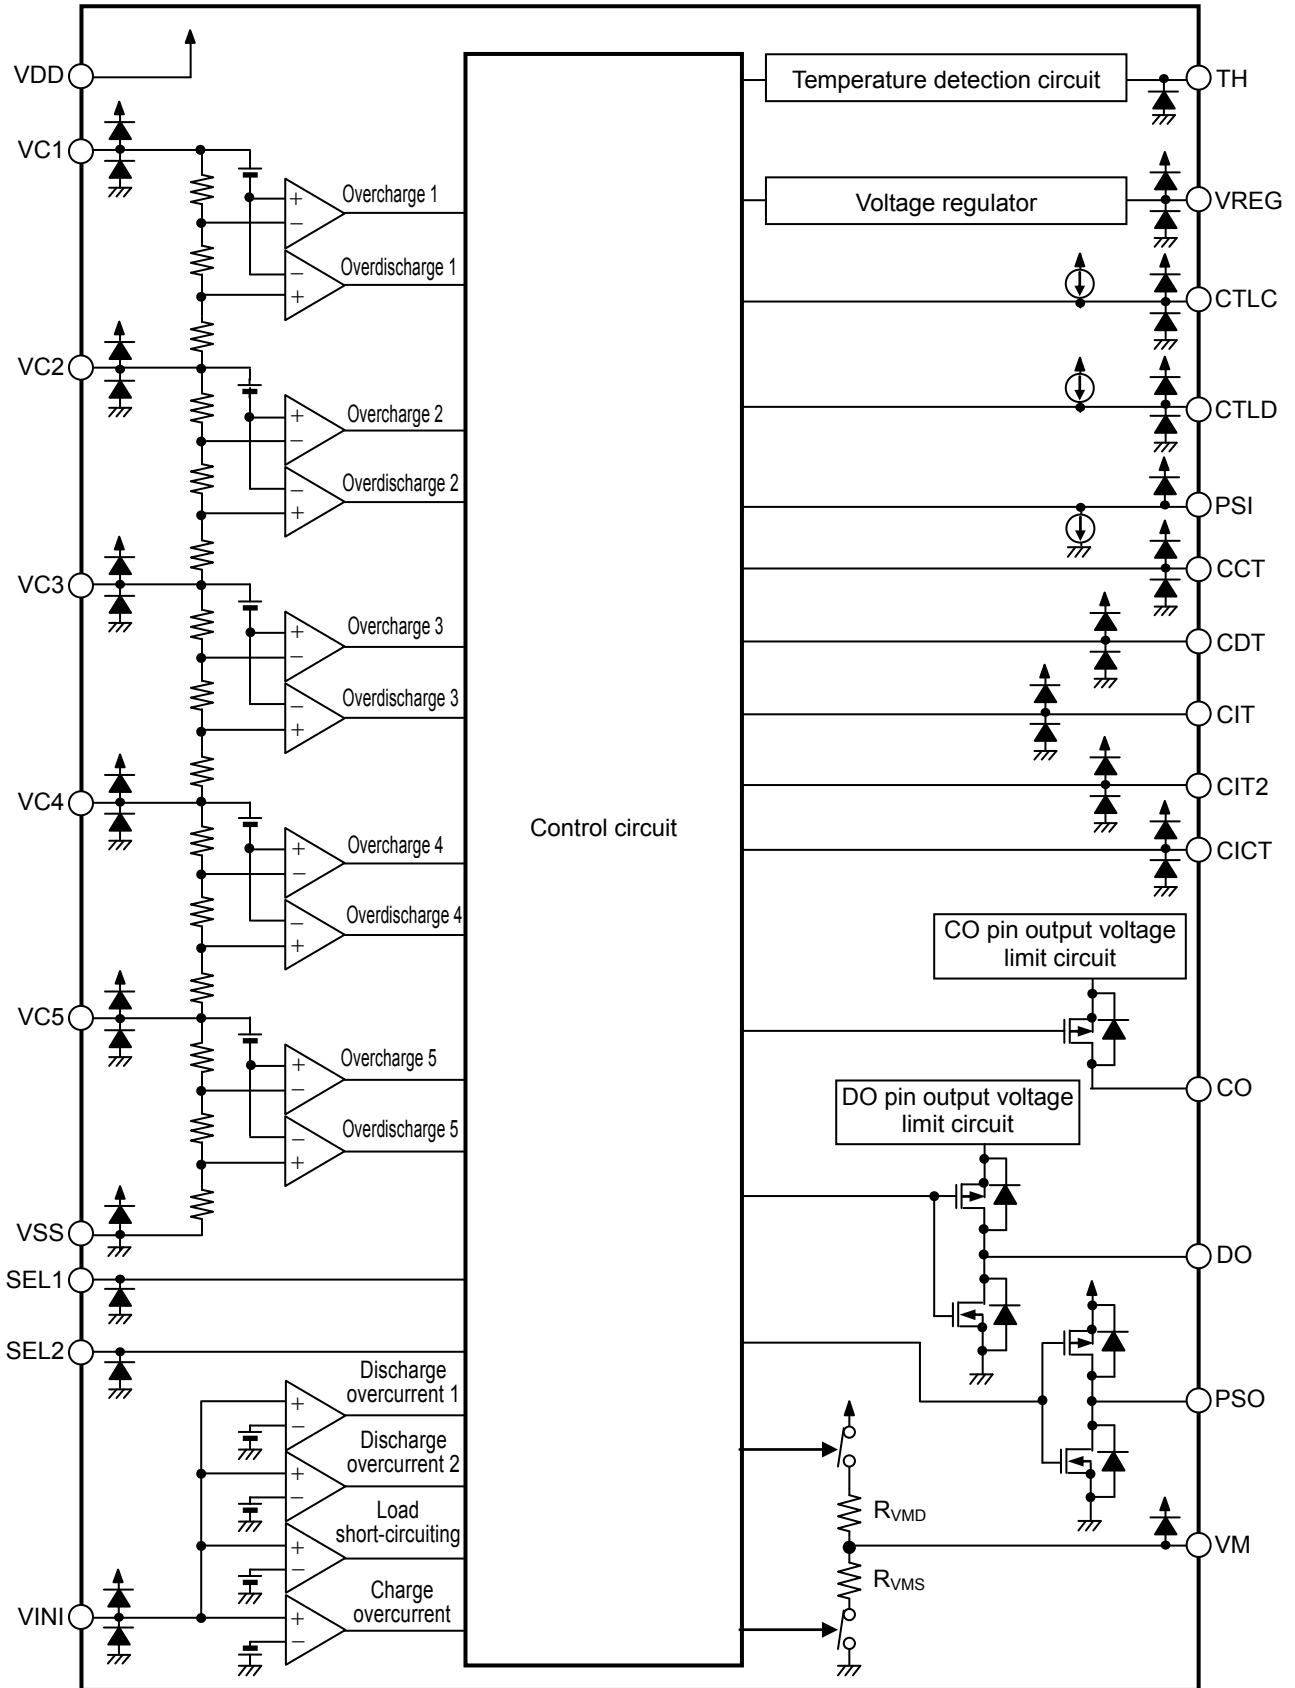 VDD
VC1
Overcharge 1
Overdischarge 1
VC2
Overcharge 2
Overdischarge 2
VC3
Overcharge 3
Overdischarge 3
VC4
Overcharge 4
Overdischarge 4
VC5
Overcharge 5
Overdischarge 5
VSS
SEL1
SEL2
Discharge
overcurrent 1
Discharge
overcurrent 2
Load
short-circuiting
VINI
Charge
overcurrent
Control circuit
Temperature detection circuit
TH
Voltage regulator
VREG
CTLC
CTLD
PSI
CCT
CDT
CIT
CIT2
CICT
CO pin output voltage
limit circuit
CO
DO pin output voltage
limit circuit
DO
PSO
RVMD
VM
RVMS